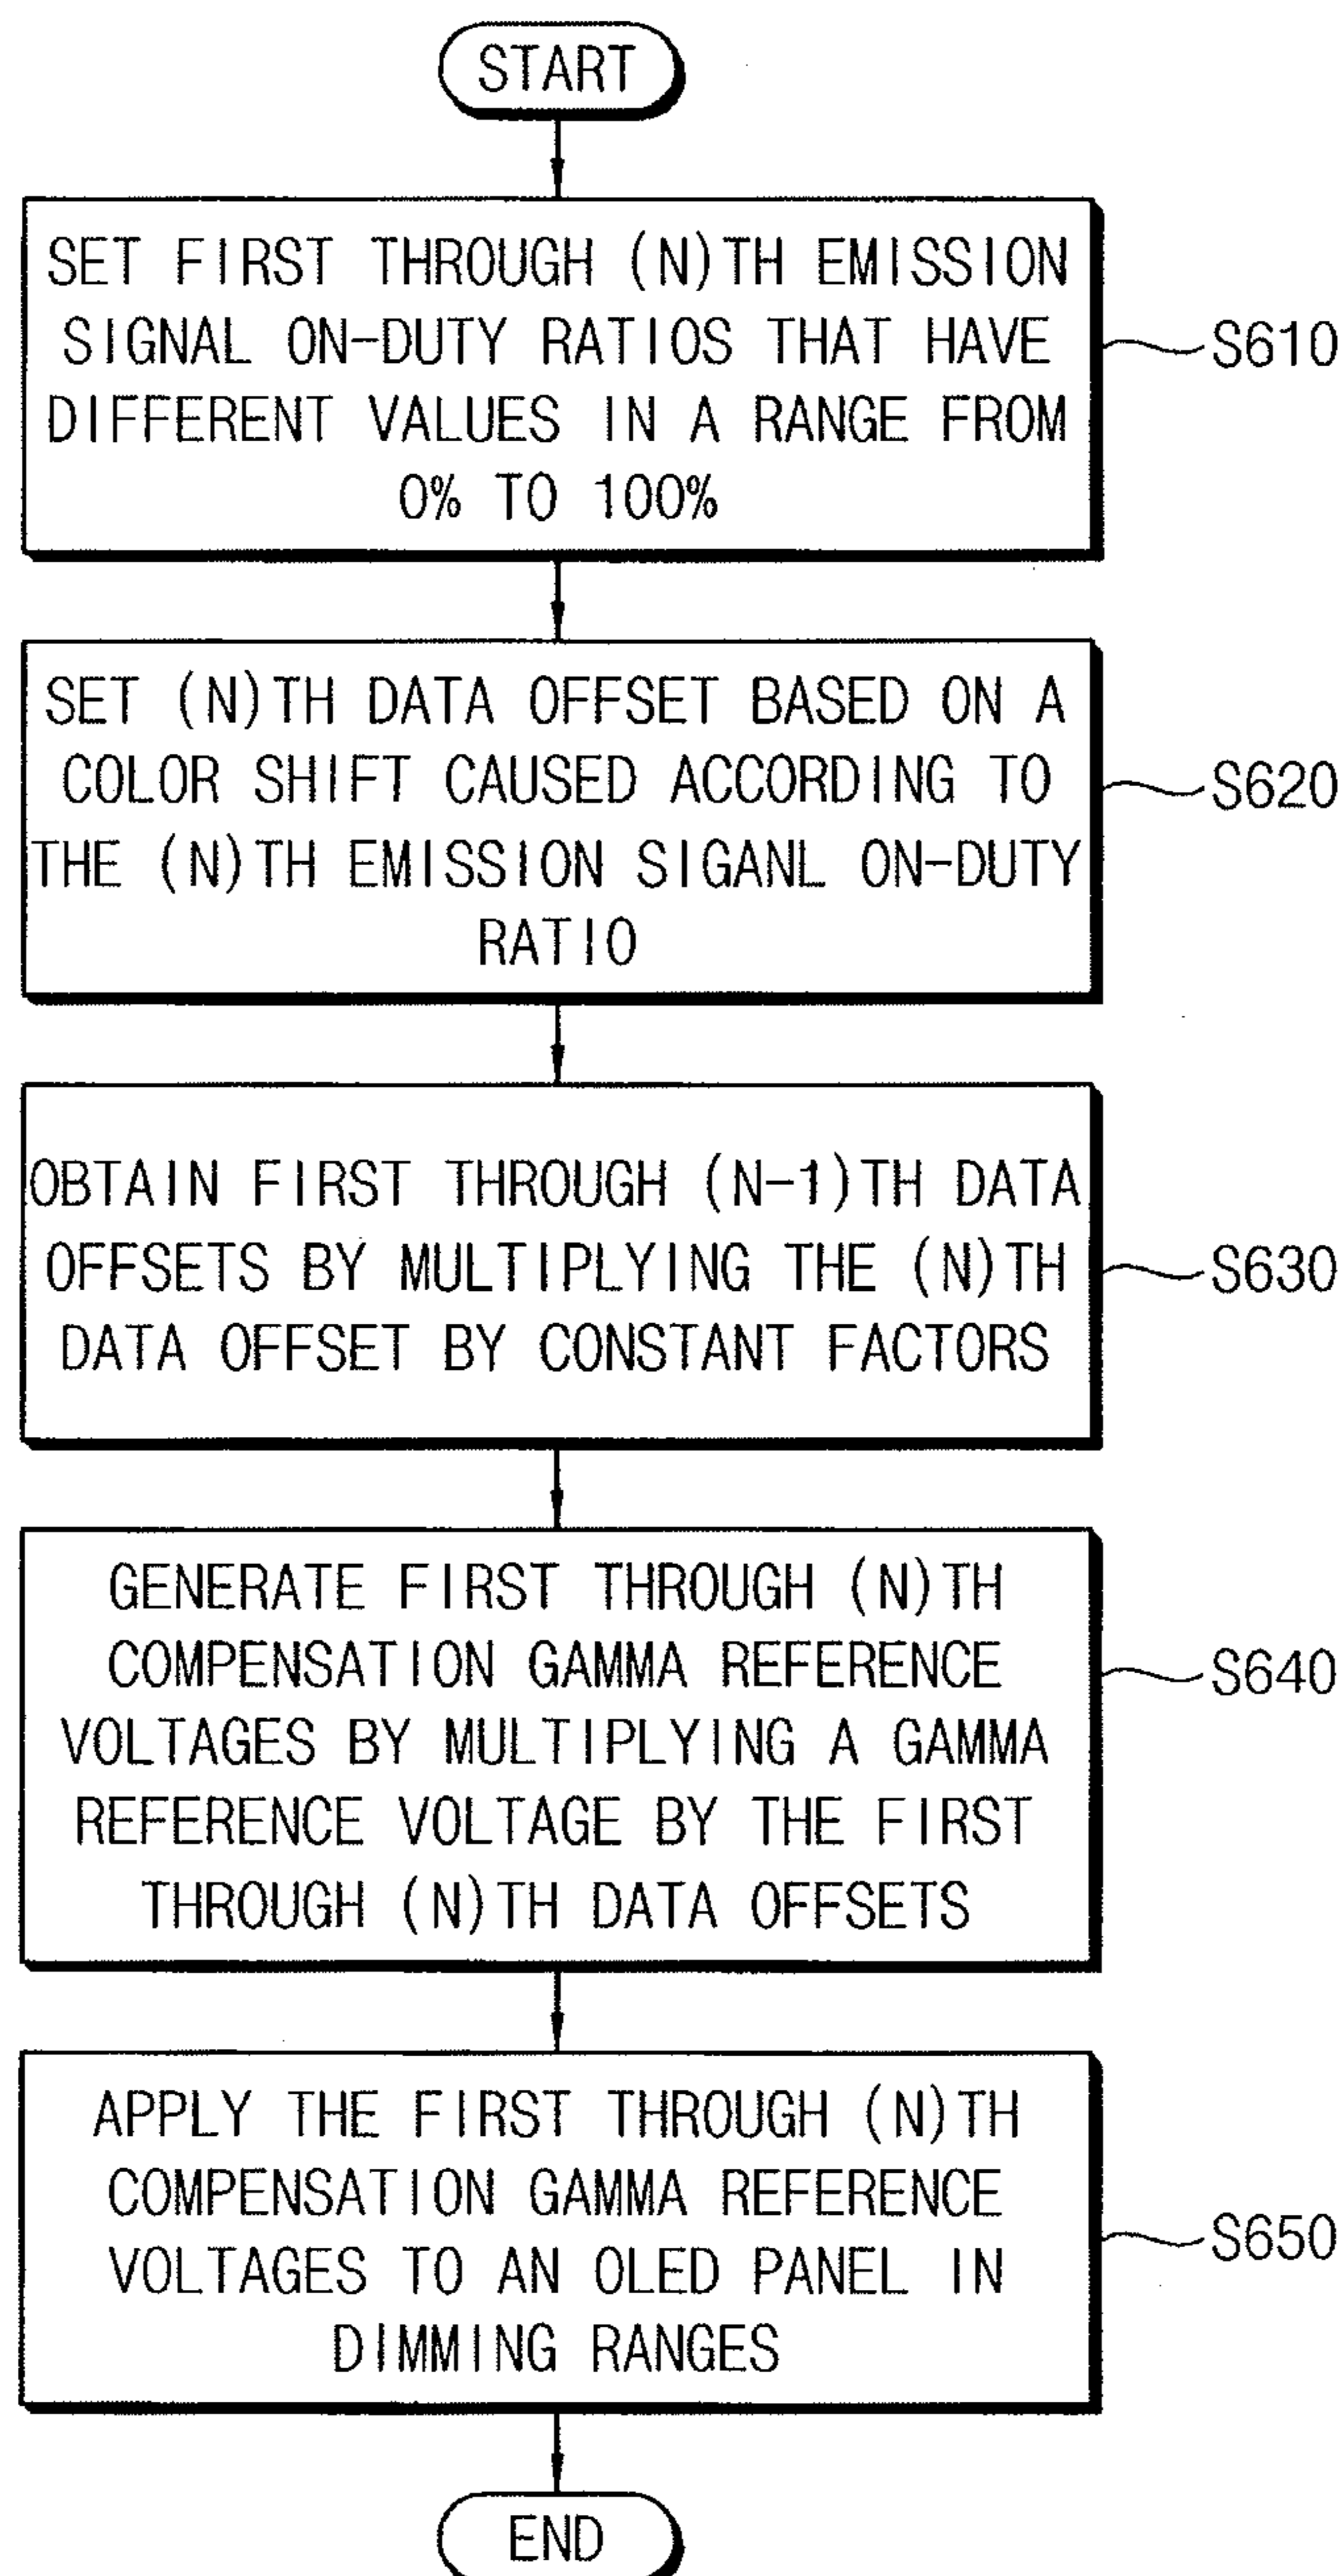 START
SET FIRST THROUGH (N)TH EMISSION
SIGNAL ON-DUTY RATIOS THAT HAVE
DIFFERENT VALUES IN A RANGE FROM
0% TO 100%
S610
SET (N)TH DATA OFFSET BASED ON A
COLOR SHIFT CAUSED ACCORDING TO
THE (N)TH EMISSION SIGANL ON-DUTY
RATIO
S620
OBTAIN FIRST THROUGH (N-1)TH DATA
OFFSETS BY MULTIPLYING THE (N)TH
DATA OFFSET BY CONSTANT FACTORS
S630
GENERATE FIRST THROUGH (N)TH
COMPENSATION GAMMA REFERENCE
VOLTAGES BY MULTIPLYING A GAMMA
REFERENCE VOLTAGE BY THE FIRST
THROUGH (N)TH DATA OFFSETS
S640
APPLY THE FIRST THROUGH (N)TH
COMPENSATION GAMMA REFERENCE
VOLTAGES TO AN OLED PANEL IN
DIMMING RANGES
S650
END